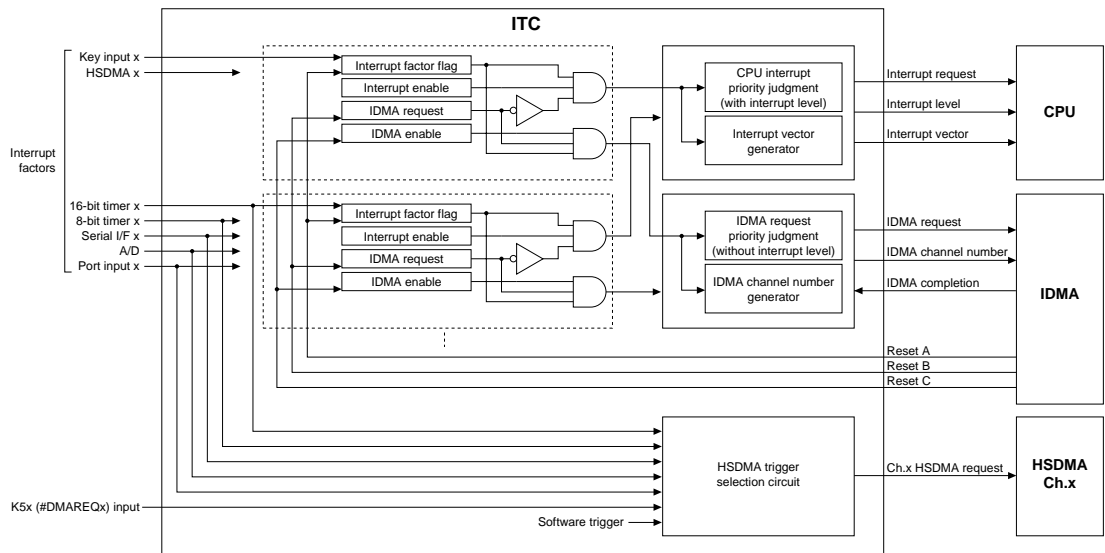 ITC
Key input x
HSDMA x
Interrupt
factors
16-bit timer x
8-bit timer x
Serial I/F x
A/D
Port input x
Interrupt factor flag
Interrupt enable
IDMA request
IDMA enable
Interrupt factor flag
Interrupt enable
IDMA request
IDMA enable
CPU interrupt
priority judgment
(with interrupt level)
Interrupt vector
generator
Interrupt request
Interrupt level
Interrupt vector
CPU
IDMA request
priority judgment
(without interrupt level)
IDMA channel number
generator
IDMA request
IDMA channel number
IDMA completion
IDMA
Reset A
Reset B
Reset C
HSDMA trigger
selection circuit
Ch.x HSDMA request
HSDMA
Ch.x
K5x (#DMAREQx) input
Software trigger